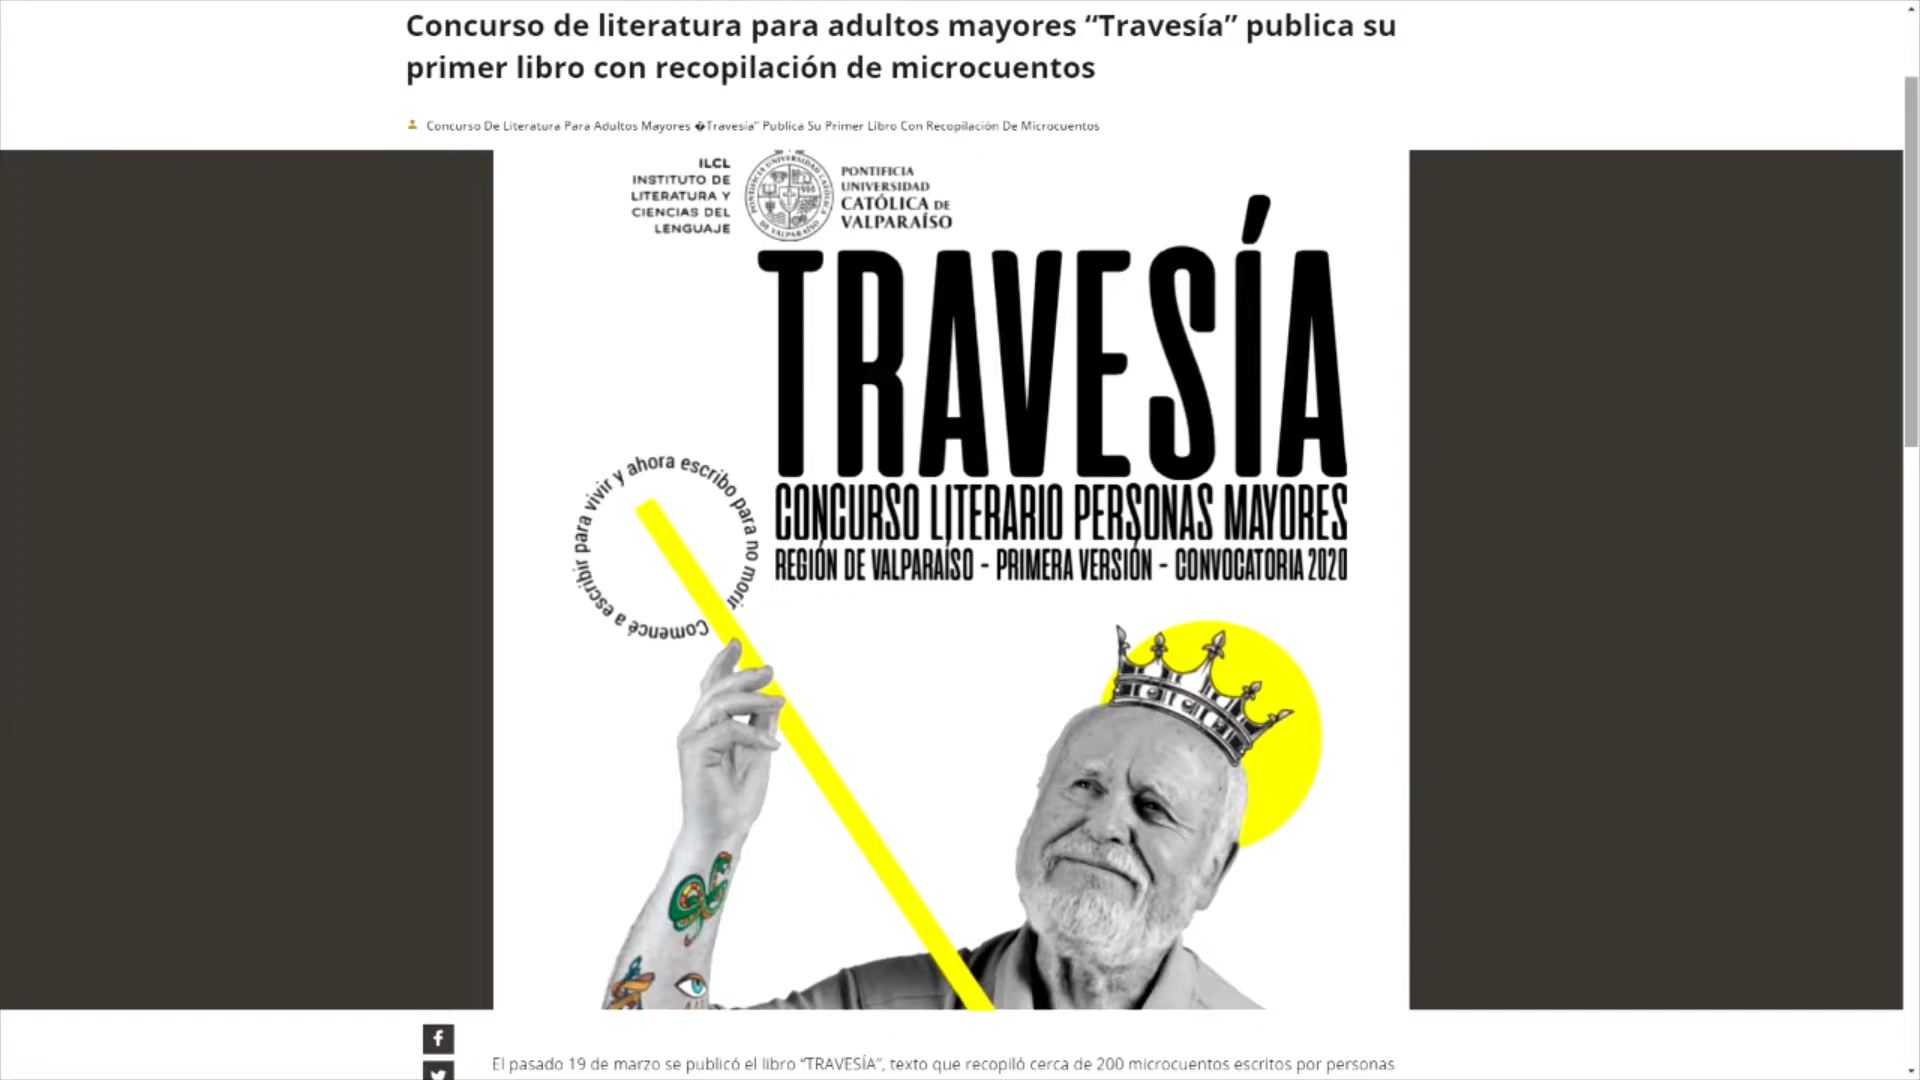 Concurso de literatura para adultos mayores “Travesía” publica su
primer libro con recopilación de microcuentos
Concurso De Literatura Para Adultos Mayores �Travesía” Publica Su Primer Libro Con Recopilación De Microcuentos
ILCL
INSTITUTO DE
LITERATURA Y
CIENCIAS DEL
LENGUAJE
PONTIFICIA
UNIVERSIDAD
CATÓLICA DE
VALPARAÍSO
TRAVESÍA
CONCURSO LITERARIO PERSONAS MAYORES
REGIÓN DE VALPARAÍSO - PRIMERA VERSIÓN - CONVOCATORIA 2020
Comencé a escribir para vivir y ahora escribo para no morir
El pasado 19 de marzo se publicó el libro “TRAVESÍA”, texto que recopiló cerca de 200 microcuentos escritos por personas